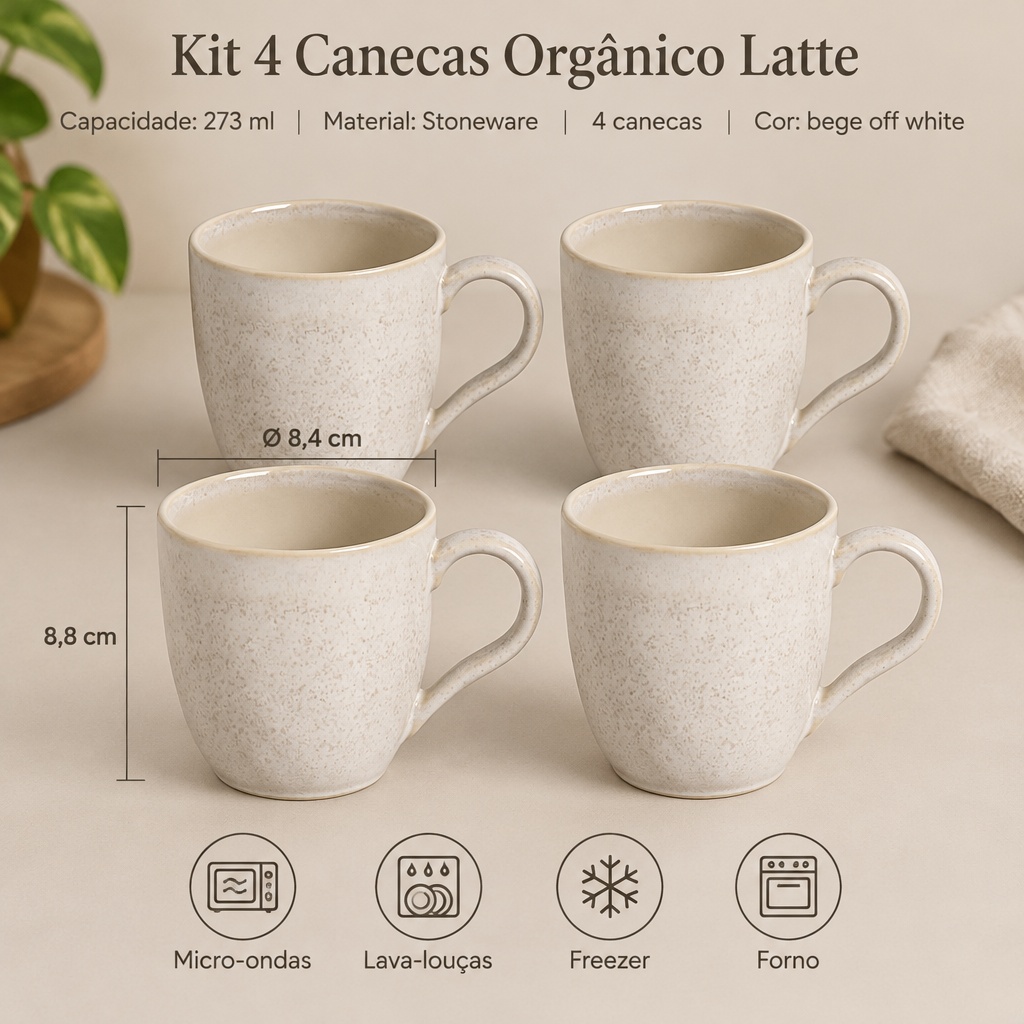 Kit 4 Canecas Orgânico Latte
Capacidade: 273 ml | Material: Stoneware | 4 canecas | Cor: bege off white
Ø 8,4 cm
8,8 cm
Micro-ondas Lava-louças Freezer Forno